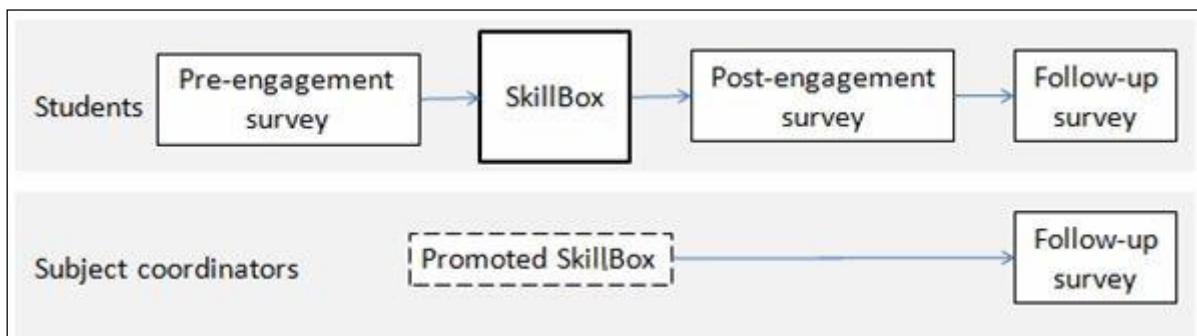 Students
Pre-engagement
survey
SkillBox
Post-engagement
survey
Follow-up
survey
Subject coordinators
Promoted SkillBox
Follow-up
survey